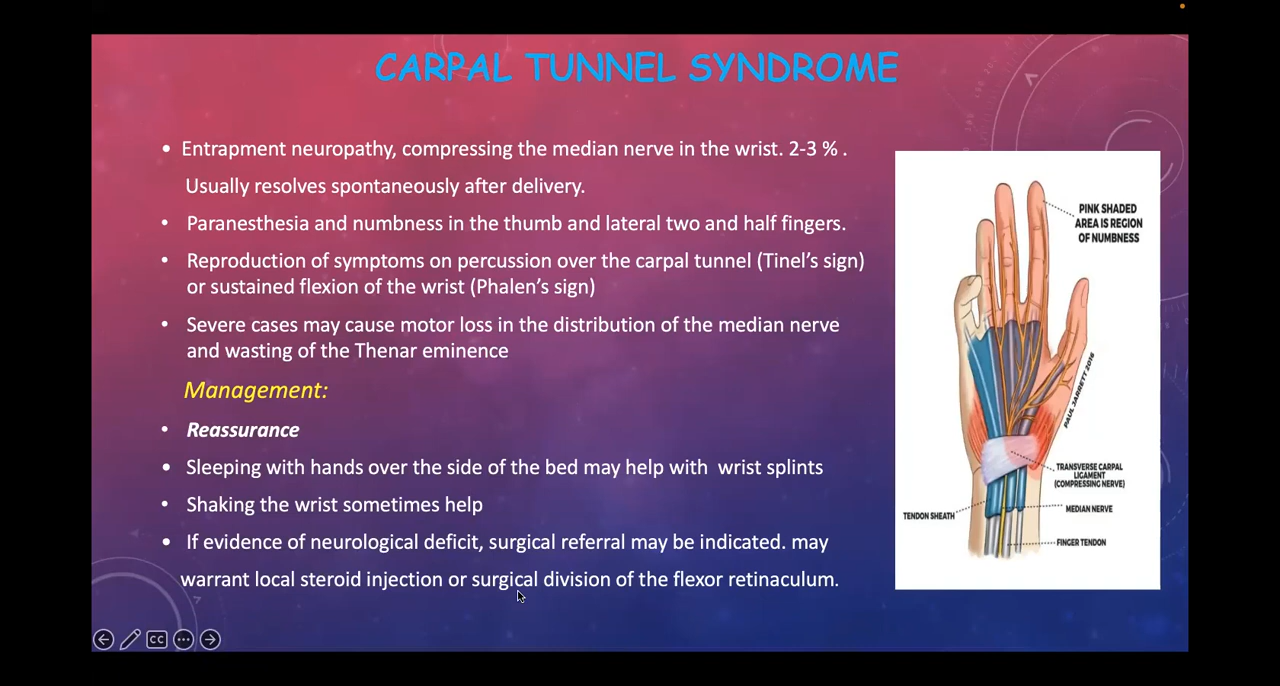 CARPAL TUNNEL SYNDROME
• Entrapment neuropathy, compressing the median nerve in the wrist. 2-3 % .
Usually resolves spontaneously after delivery.
• Paranesthesia and numbness in the thumb and lateral two and half fingers.
• Reproduction of symptoms on percussion over the carpal tunnel (Tinel’s sign)
or sustained flexion of the wrist (Phalen’s sign)
• Severe cases may cause motor loss in the distribution of the median nerve
and wasting of the Thenar eminence
Management:
• Reassurance
• Sleeping with hands over the side of the bed may help with wrist splints
• Shaking the wrist sometimes help
• If evidence of neurological deficit, surgical referral may be indicated. may
warrant local steroid injection or surgical division of the flexor retinaculum.
PINK SHADED
AREA IS REGION
OF NUMBNESS
PAUL JARRETT 2016
TRANSVERSE CARPAL
LIGAMENT
(COMPRESSING NERVE)
MEDIAN NERVE
TENDON SHEATH
FINGER TENDON
CC